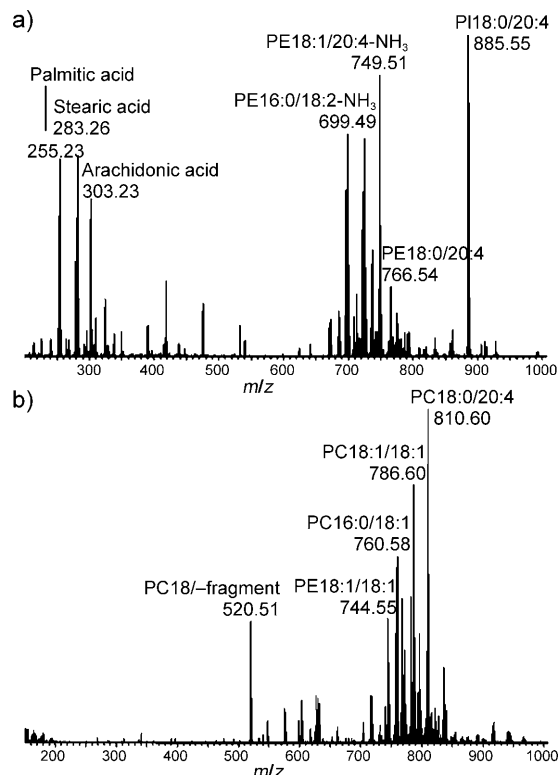 a)
PI18:0/20:4
885.55
PE18:1/20:4-NH3
749.51
PE16:0/18:2-NH3
699.49
Palmitic acid
Stearic acid
283.26
255.23
Arachidonic acid
303.23
PE18:0/20:4
766.54
300 400 500 600 700 800 900 1000
m/z
b)
PC18:0/20:4
810.60
PC18:1/18:1
786.60
PC16:0/18:1
760.58
PE18:1/18:1
744.55
PC18/–fragment
520.51
200 300 400 500 600 700 800 900 1000
m/z